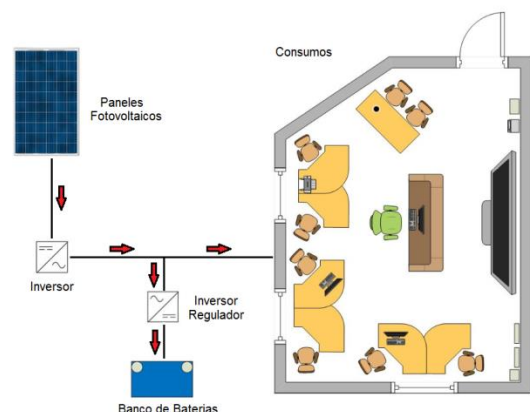 Consumos
Paneles
Fotovoltaicos
Inversor
Inversor
Regulador
Banco de Baterias